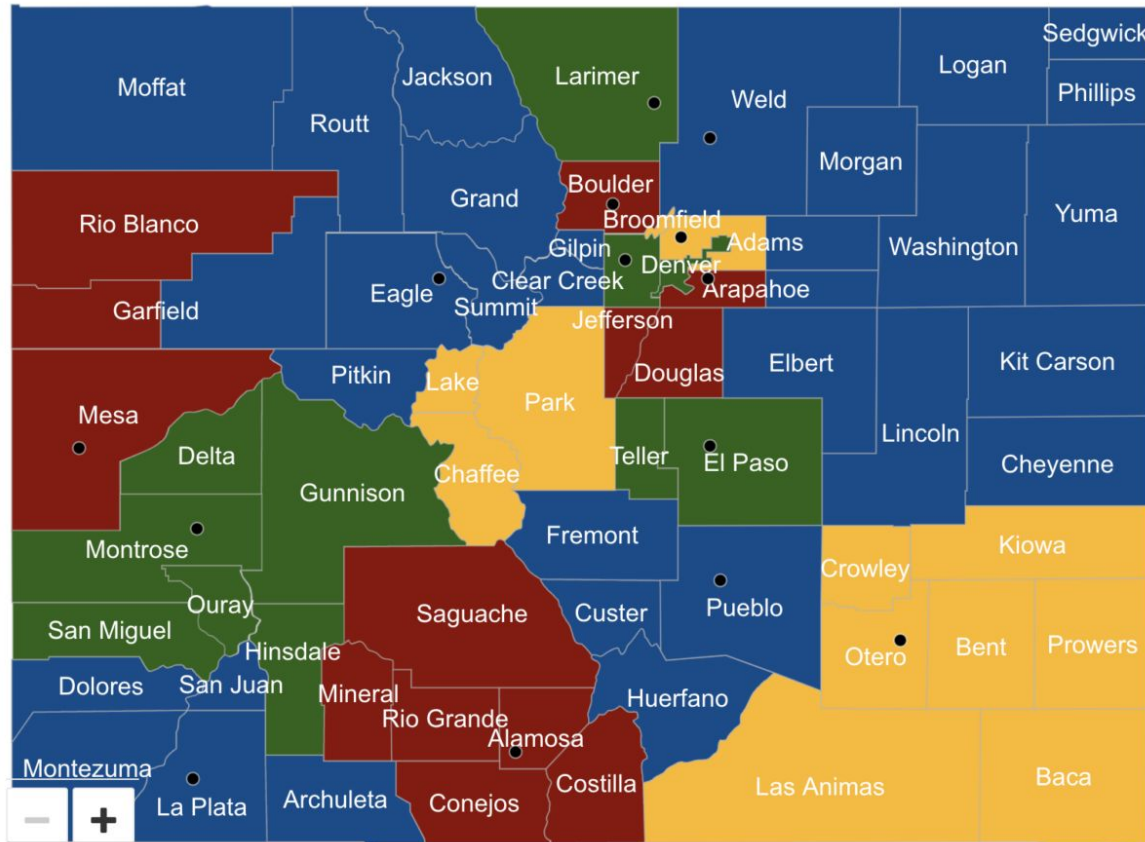 Sedgwick
Jackson
Larimer
Logan
Moffat
Weld
Phillips
Routt
Morgan
Boulder
Grand
Yuma
Rio Blanco
Broomfield
Adams
Washington
Gilpin
Denver
Clear Creek
Arapahoe
Eagle
Summit
Garfield
Jefferson
Kit Carson
Elbert
Pitkin
Lake
Douglas
Park
Mesa
Lincoln
Delta
Teller
El Paso
Cheyenne
Chaffee
Gunnison
Fremont
Kiowa
Montrose
Crowley
Ouray
Pueblo
Saguache
Custer
San Miguel
Prowers
Bent
Hinsdale
Otero
San Juan
Dolores
Mineral
Huerfano
Rio Grande
Alamosa
Montezuma
Baca
Costilla
Las Animas
Archuleta
Conejos
La Plata
− +